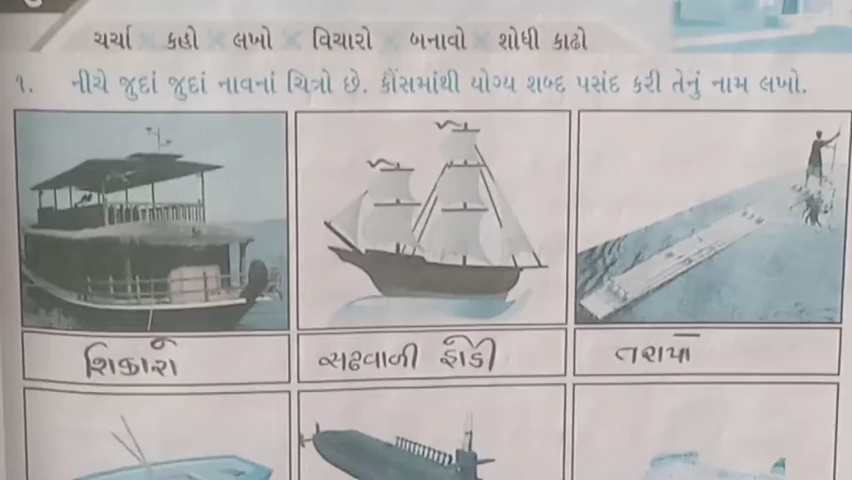 ચર્ચા × કહો × લખો × વિચારો × બનાવો × શોધી કાઢો
૧. નીચે જુદાં જુદાં નાવનાં ચિત્રો છે. કૌંસમાંથી યોગ્ય શબ્દ પસંદ કરી તેનું નામ લખો.
શિકારો
સઢવાળી હોડી
તરાપો